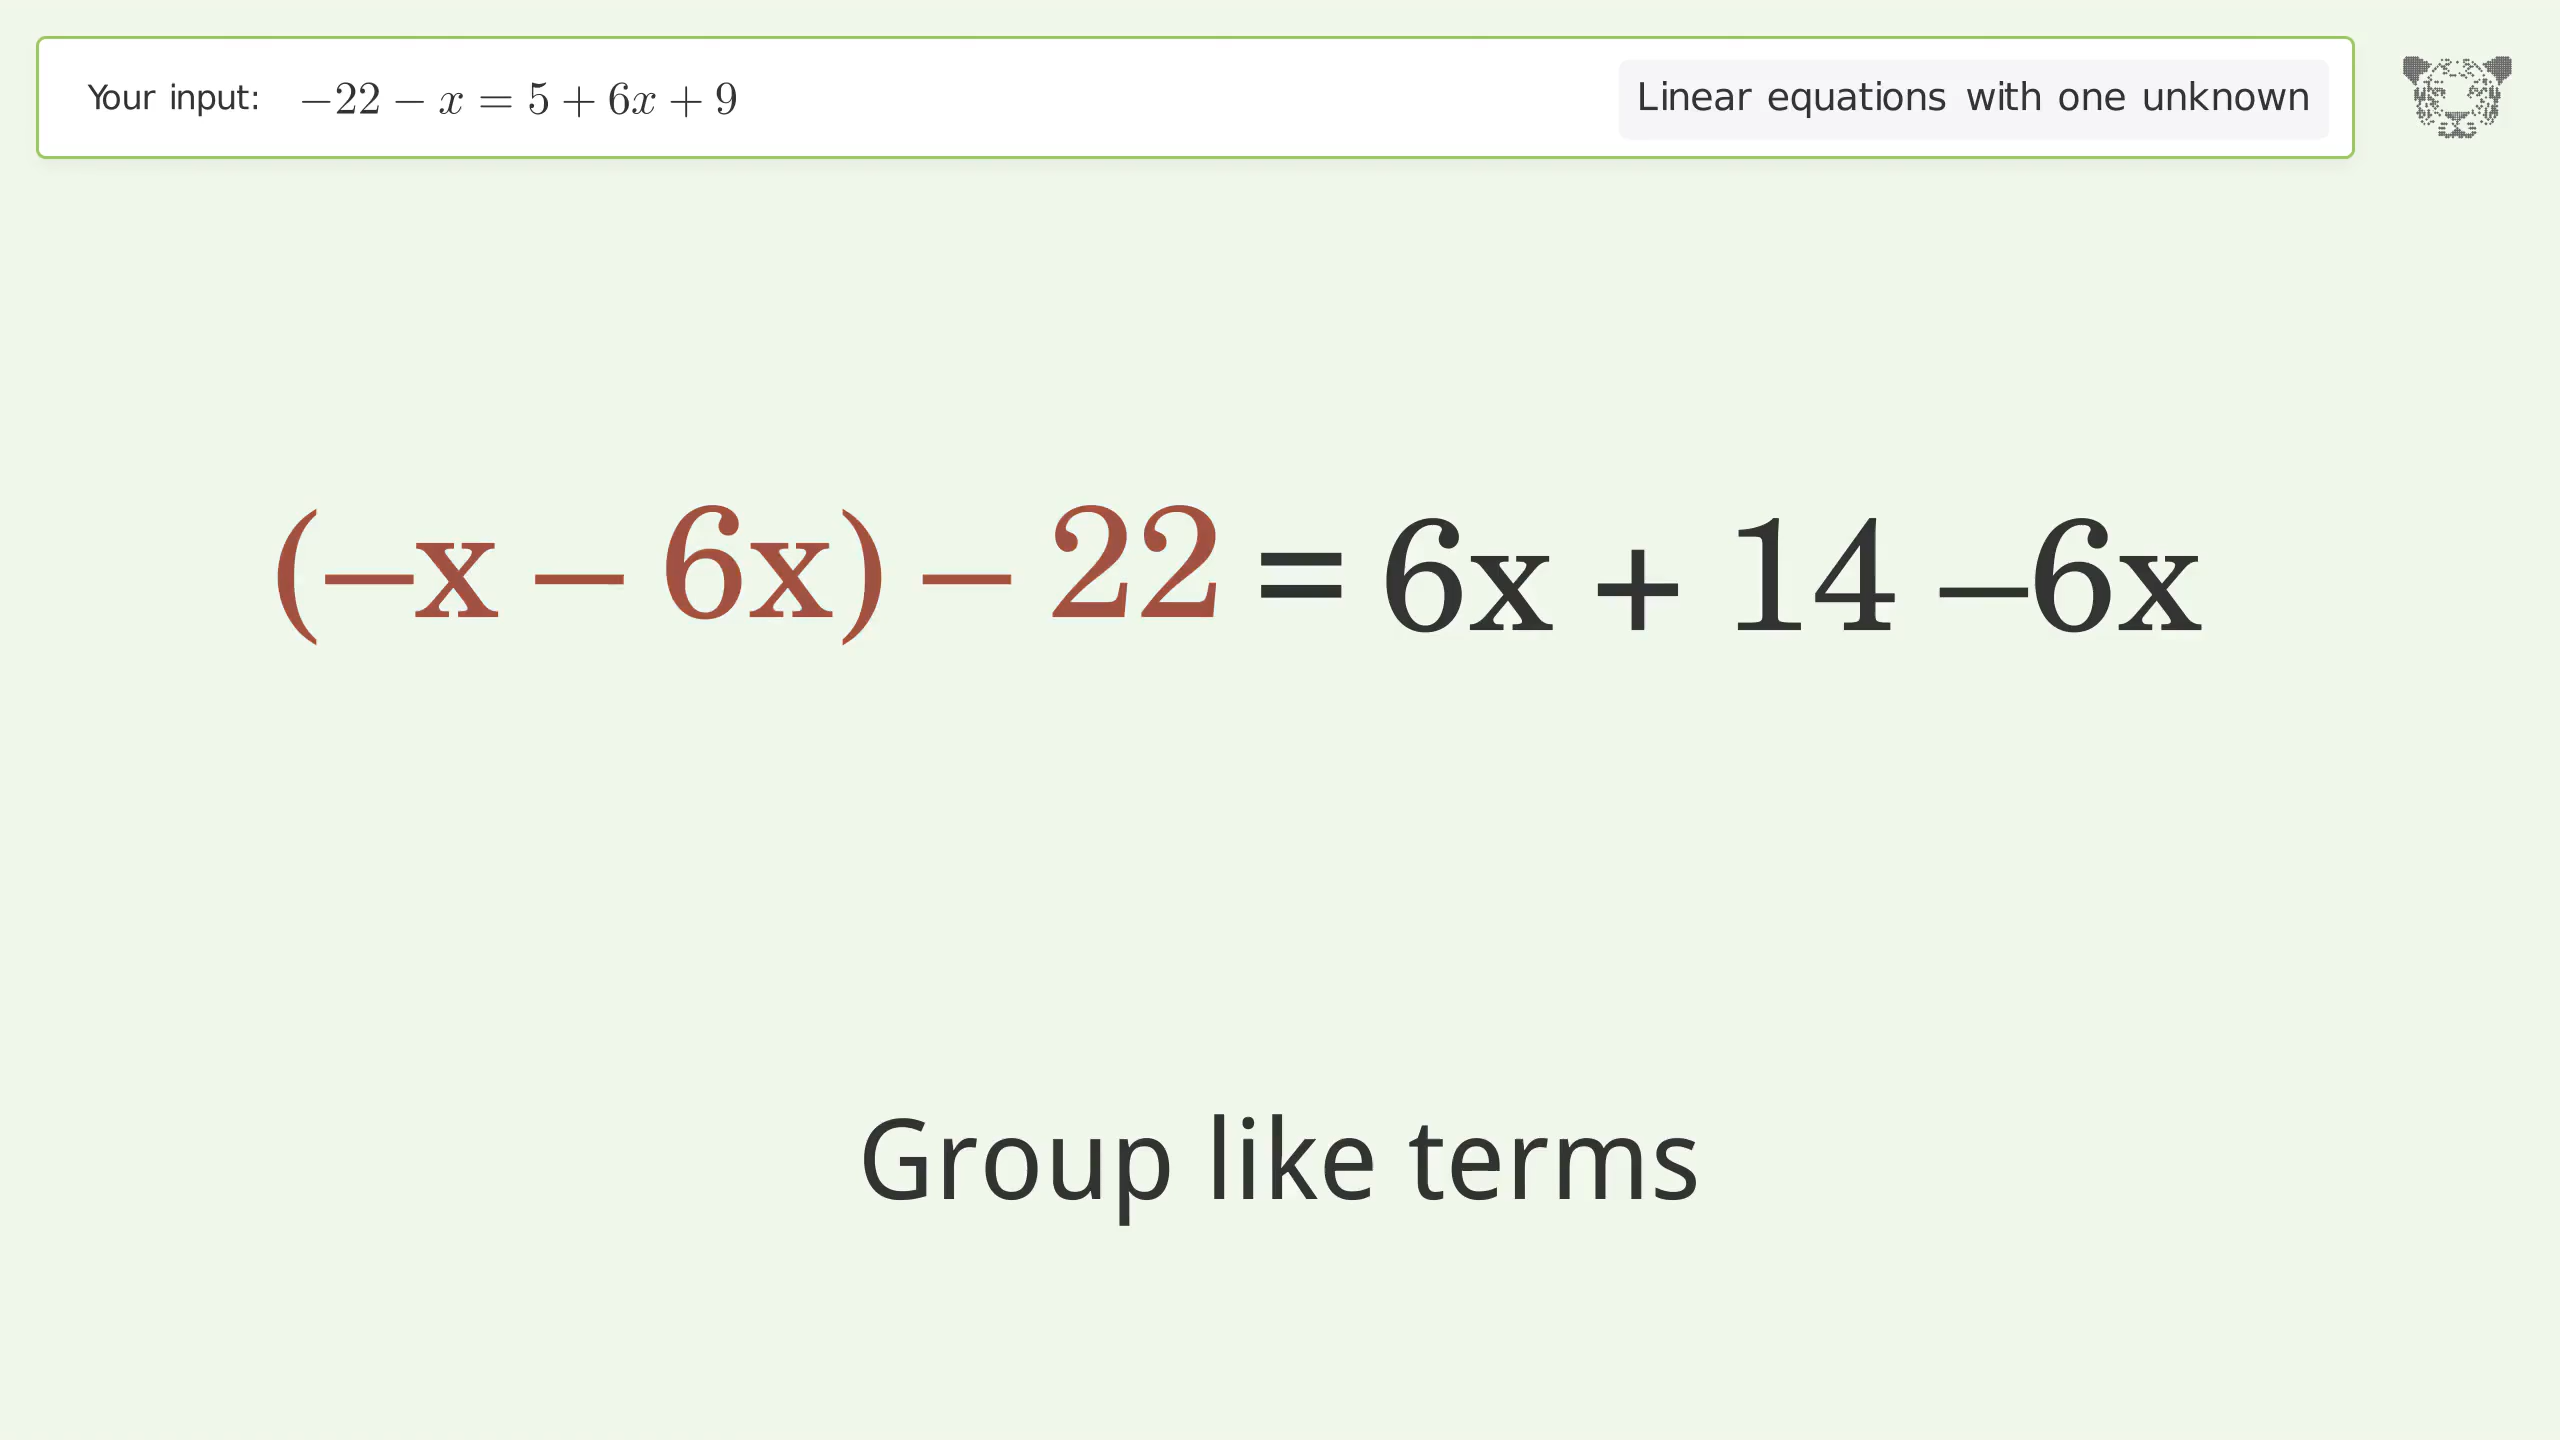 Your input: −22 − x = 5 + 6x + 9
Linear equations with one unknown
(−x − 6x) − 22 = 6x + 14 −6x
Group like terms